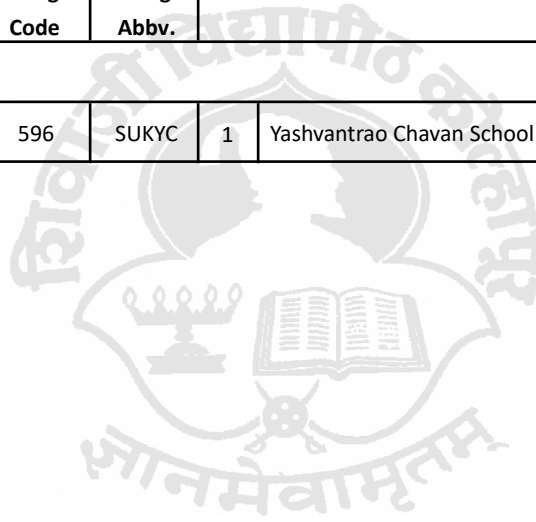 Code Abbv.
596 SUKYC 1 Yashvantrao Chavan School
शिवाजी विद्यापीठ कोल्हापूर
ज्ञानमेवामृतम्